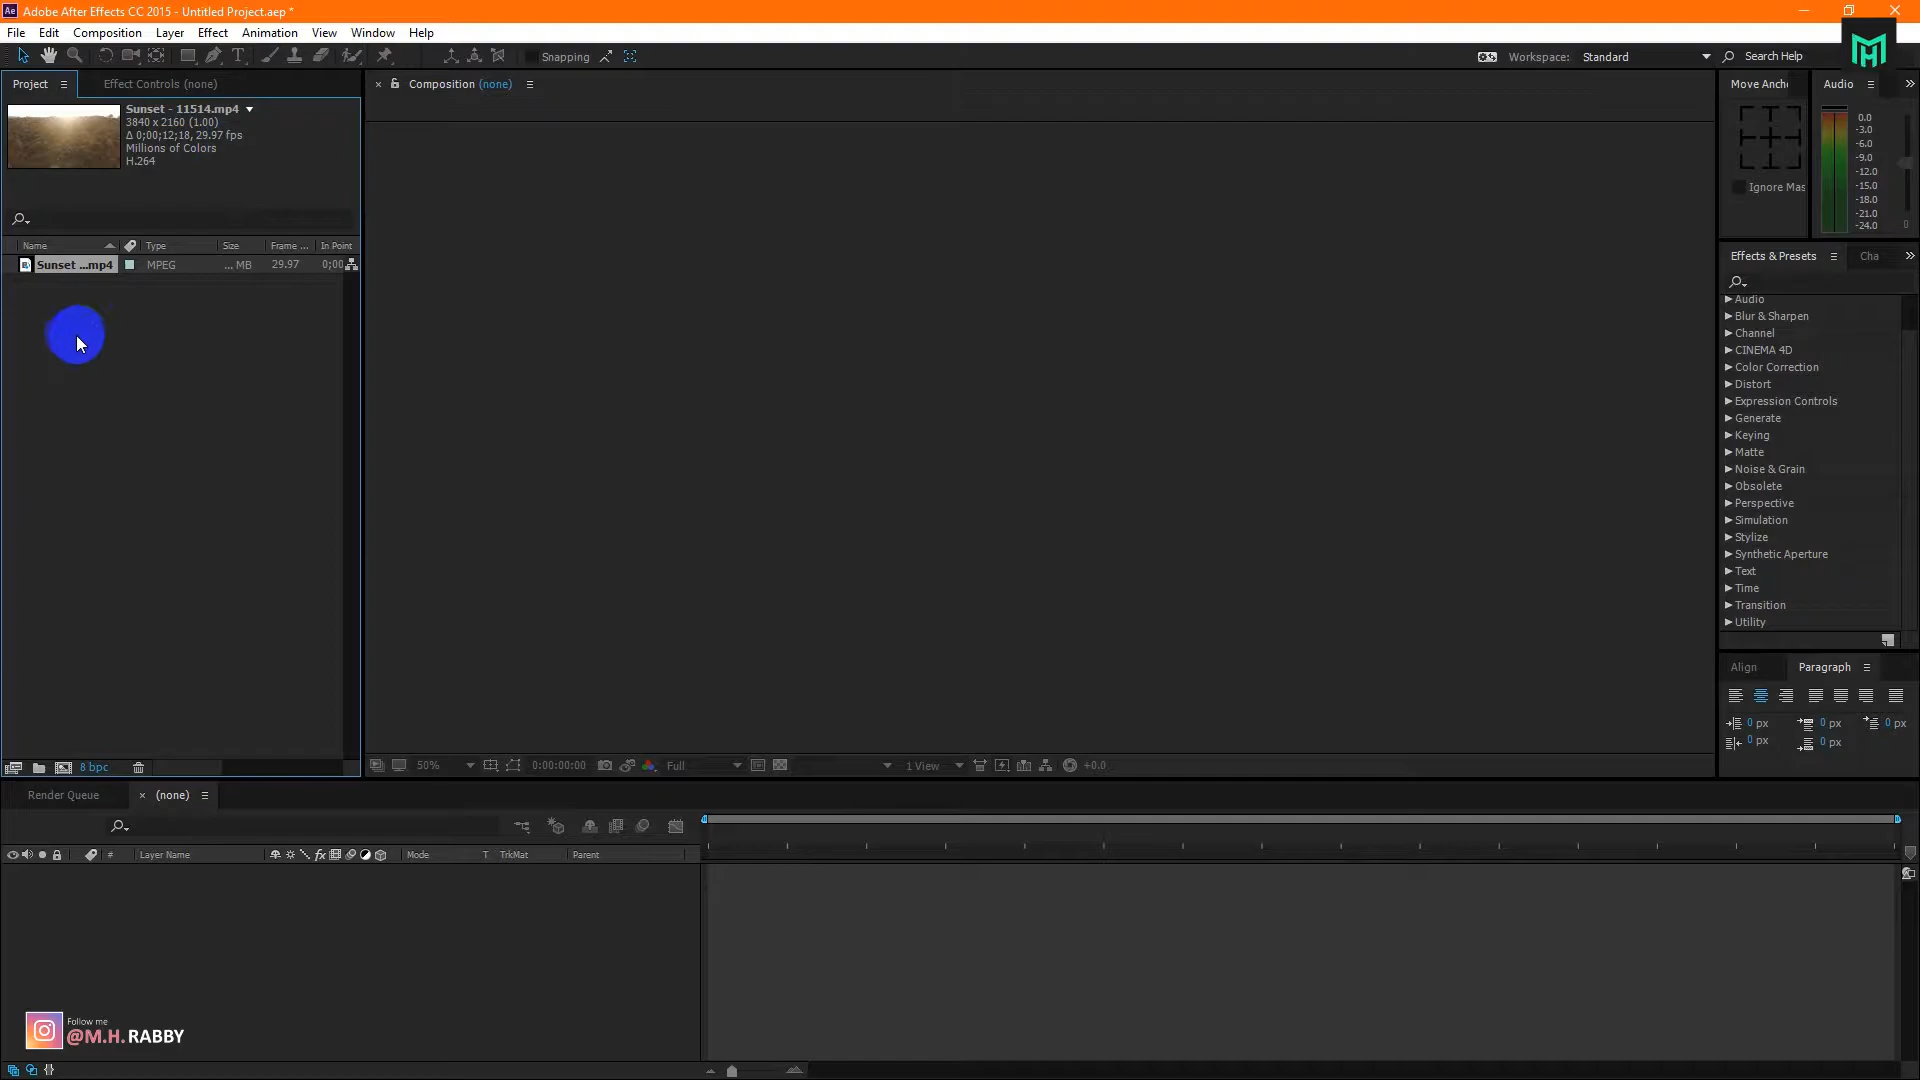 Adobe After Effects CC 2015 - Untitled Project.aep *
File Edit Composition Layer Effect Animation View Window Help
Snapping
Workspace: Standard
Search Help
Project
Effect Controls (none)
Sunset - 11514.mp4
3840 x 2160 (1.00)
Δ 0;00;12;18, 29.97 fps
Millions of Colors
H.264
Name Type Size Frame ... In Point
Sunset ...mp4 MPEG ... MB 29.97 0;00
8 bpc
Composition (none)
50% 0:00:00:00 Full 1 View +0.0
Move Ancho
Ignore Mas
Audio
0.0
-3.0
-6.0
-9.0
-12.0
-15.0
-18.0
-21.0
-24.0
0
Effects & Presets
Cha
Audio
Blur & Sharpen
Channel
CINEMA 4D
Color Correction
Distort
Expression Controls
Generate
Keying
Matte
Noise & Grain
Obsolete
Perspective
Simulation
Stylize
Synthetic Aperture
Text
Time
Transition
Utility
Align
Paragraph
0 px 0 px 0 px
0 px 0 px
Render Queue
(none)
# Layer Name fx Mode T TrkMat Parent
Follow me
@M.H. RABBY